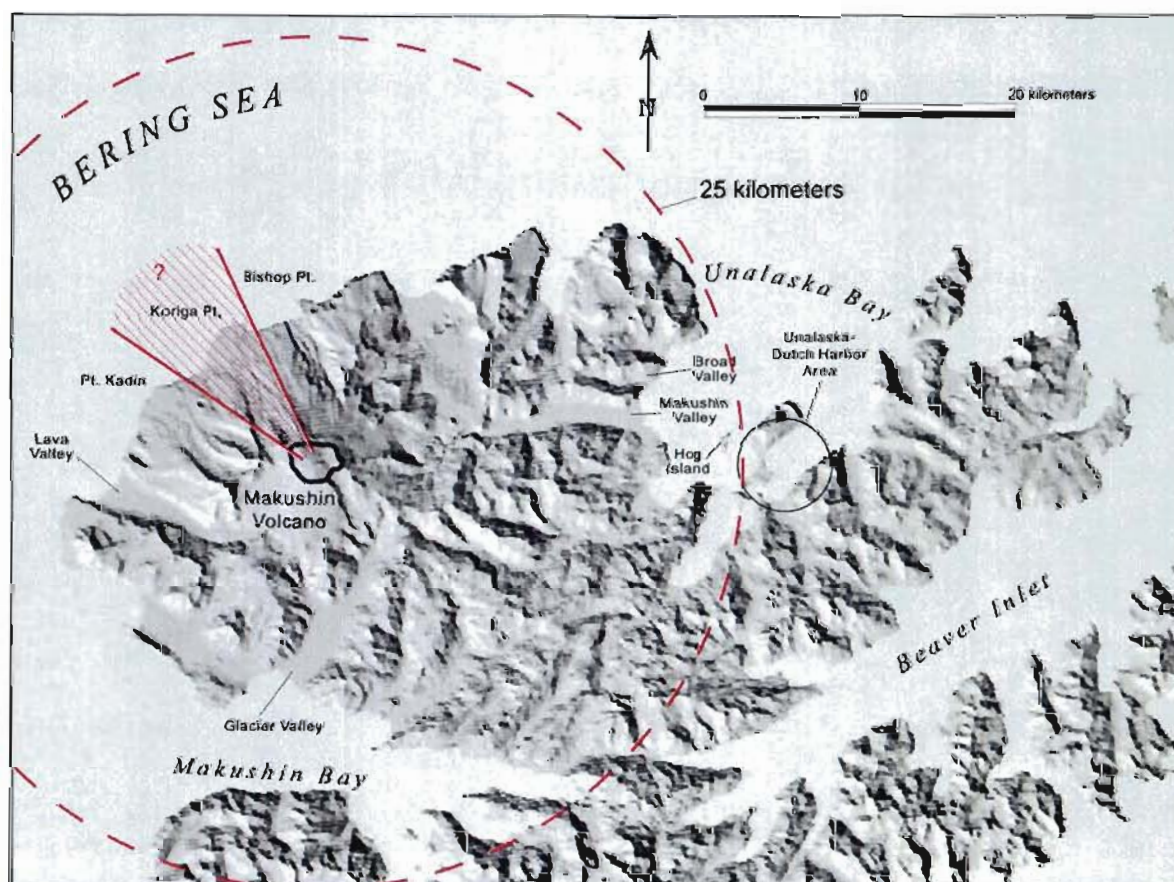 BERING SEA
N
0
10
20 kilometers
25 kilometers
Unalaska Bay
?
Bishop Pt.
Koriga Pt.
Pt. Kadin
Unalaska-
Dutch Harbor
Area
Broad
Valley
Makushin
Valley
Lava
Valley
Hog
Island
Makushin
Volcano
Beaver Inlet
Glacier Valley
Makushin Bay